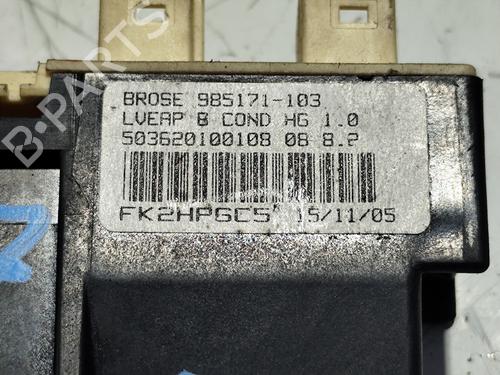 BROSE 985171-103
LVEAP B COND HG 1.0
503620100108 08 8.2
FK2HPGC5 15/11/05
B-PARTS